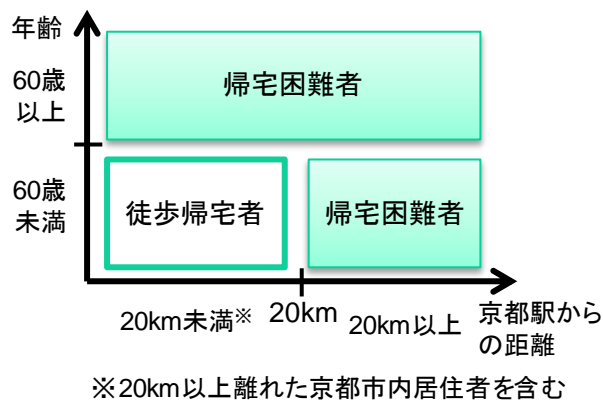 年齢
60歳
以上
帰宅困難者
60歳
未満
徒歩帰宅者
帰宅困難者
20km未満※
20km
20km以上
京都駅から
の距離
※20km以上離れた京都市内居住者を含む